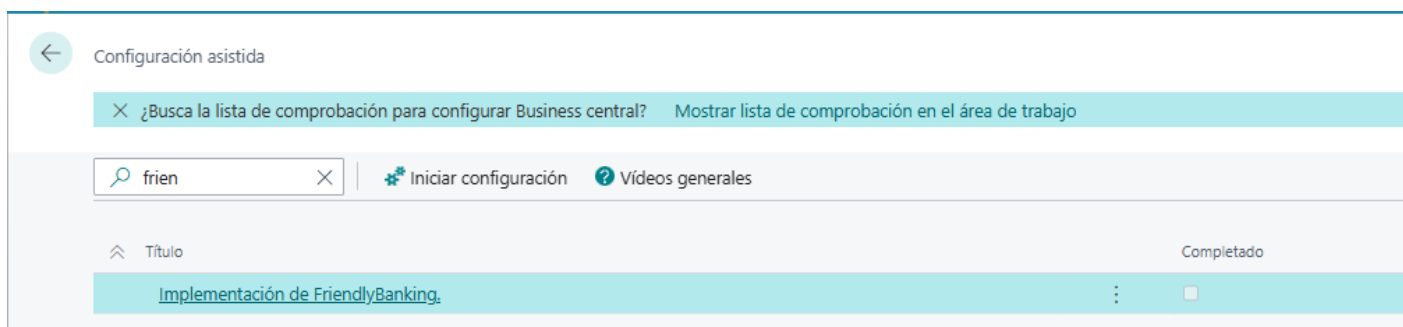 Configuración asistida
¿Busca la lista de comprobación para configurar Business central? Mostrar lista de comprobación en el área de trabajo
frien Iniciar configuración Vídeos generales
Título Completado
Implementación de FriendlyBanking.